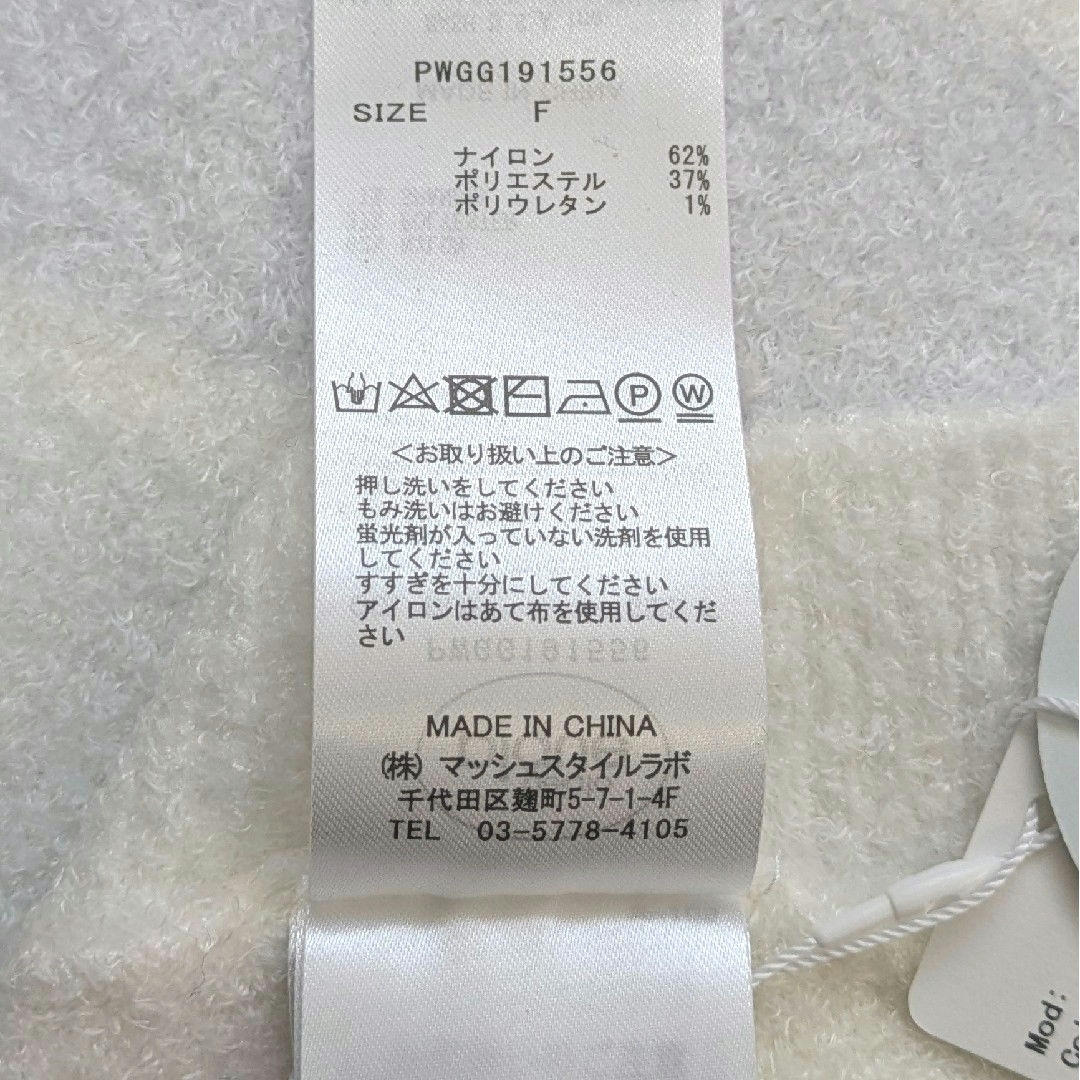 PWGG191556
SIZE F
ナイロン 62%
ポリエステル 37%
ポリウレタン 1%
P W
＜お取り扱い上のご注意＞
押し洗いをしてください
もみ洗いはお避けください
蛍光剤が入っていない洗剤を使用
してください
すすぎを十分にしてください
アイロンはあて布を使用してくだ
さい
MADE IN CHINA
(株) マッシュスタイルラボ
千代田区麹町5-7-1-4F
TEL 03-5778-4105
Mod: